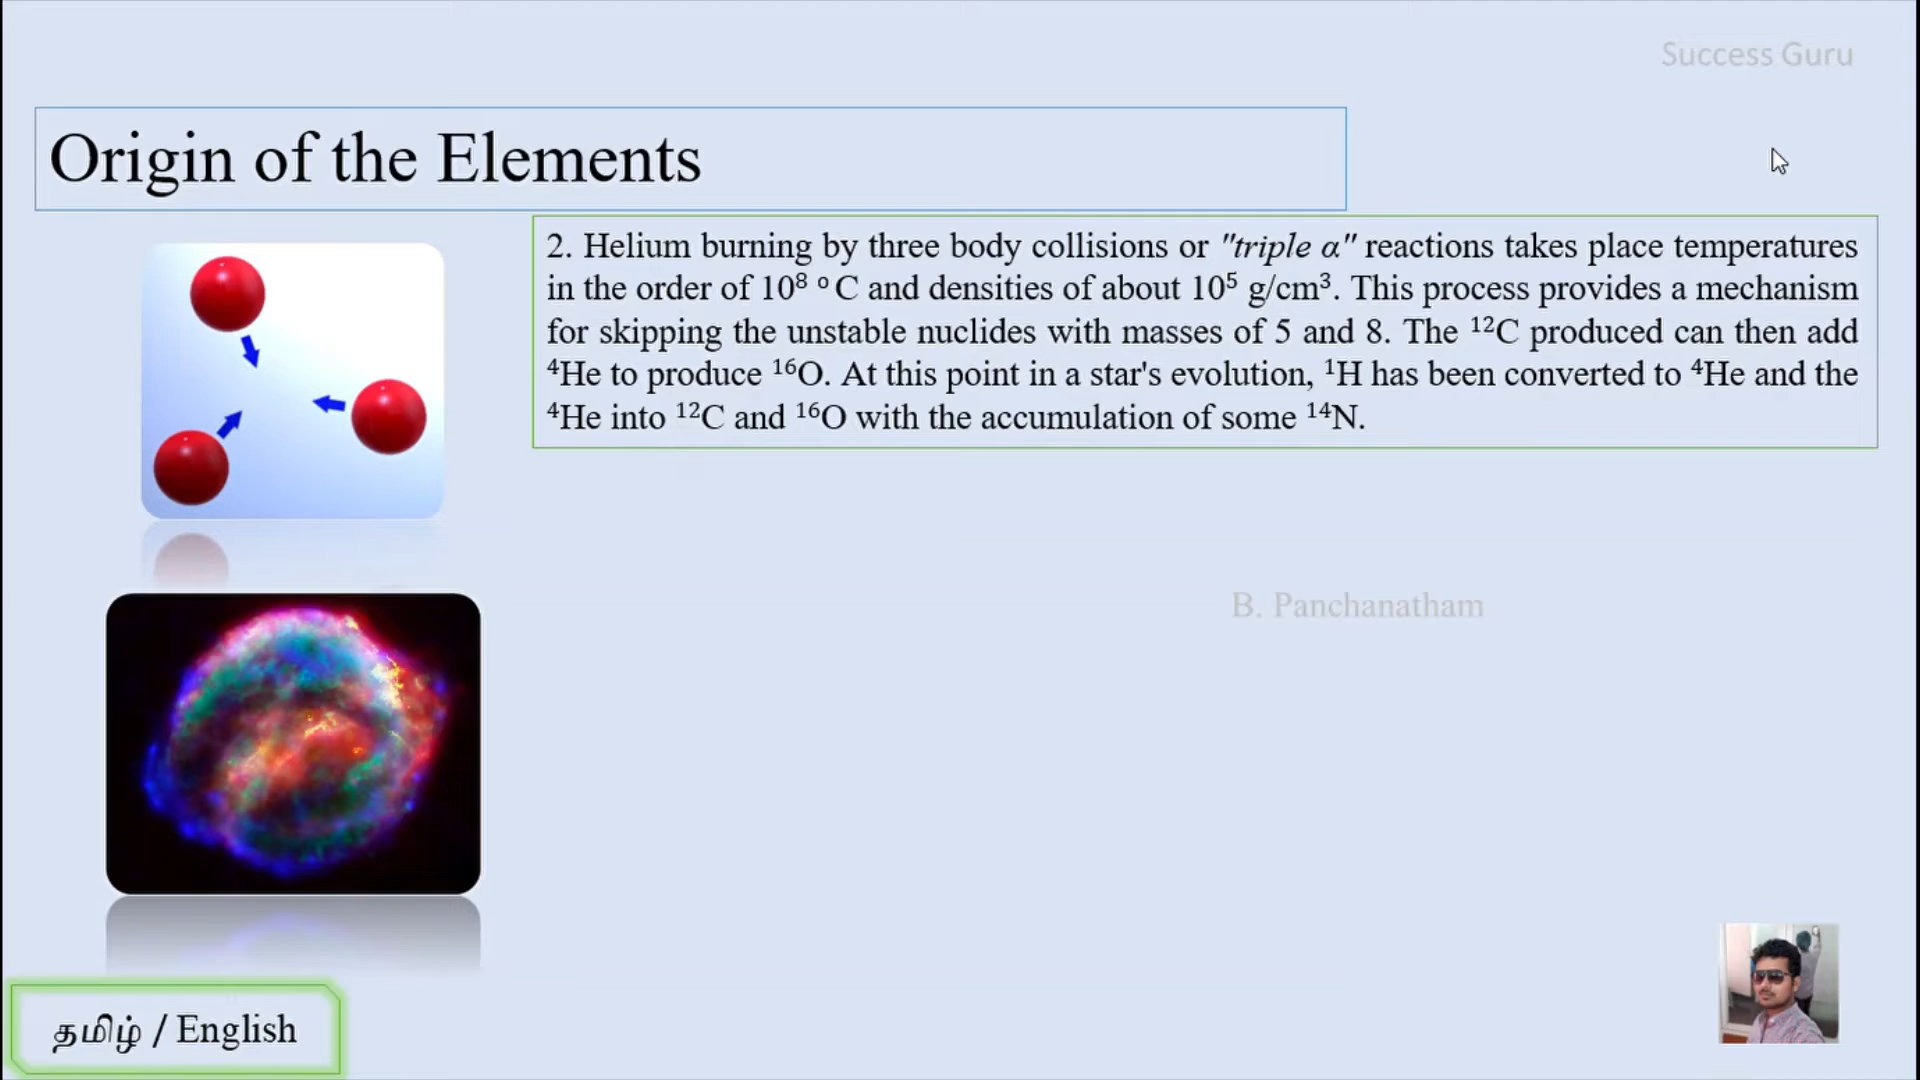 Success Guru
Origin of the Elements
2. Helium burning by three body collisions or "triple α" reactions takes place temperatures
in the order of 10⁸ ᵒ C and densities of about 10⁵ g/cm³. This process provides a mechanism
for skipping the unstable nuclides with masses of 5 and 8. The ¹²C produced can then add
⁴He to produce ¹⁶O. At this point in a star's evolution, ¹H has been converted to ⁴He and the
⁴He into ¹²C and ¹⁶O with the accumulation of some ¹⁴N.
B. Panchanatham
தமிழ் / English